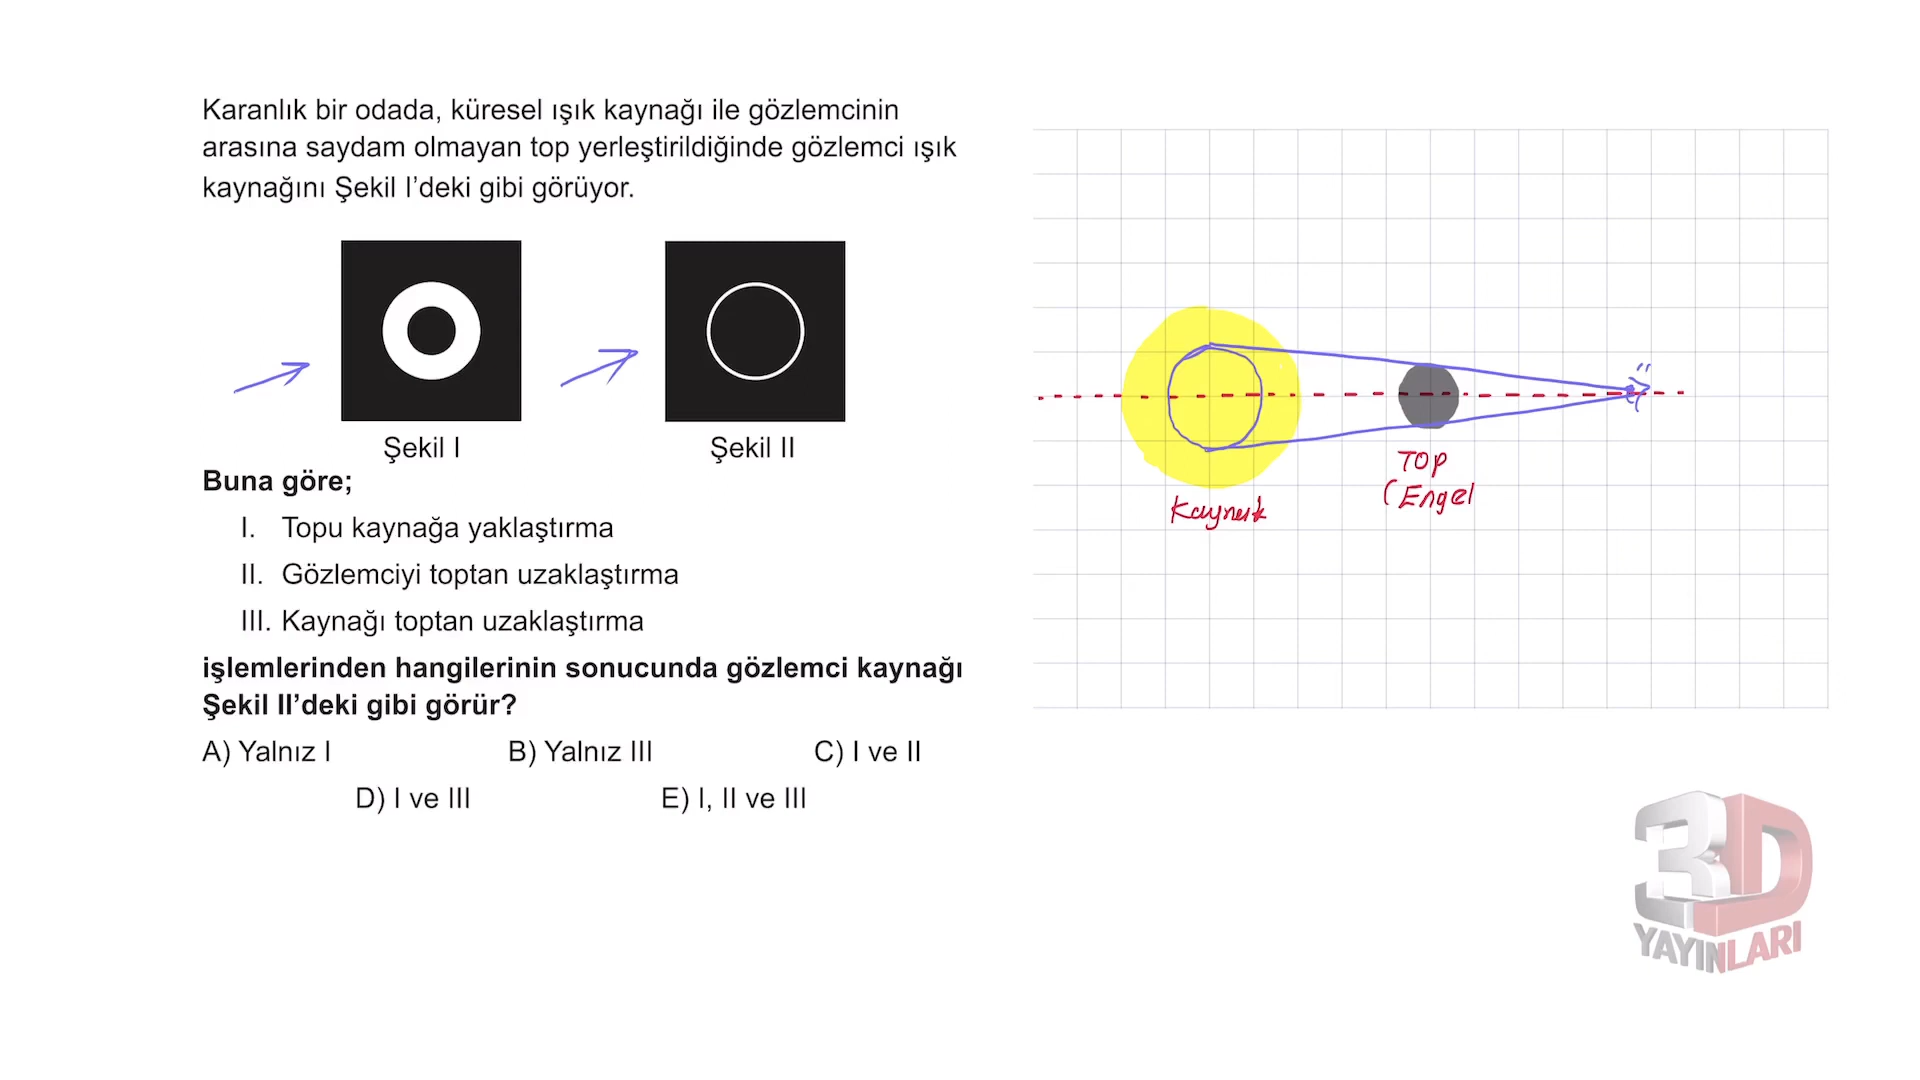 Karanlık bir odada, küresel ışık kaynağı ile gözlemcinin
arasına saydam olmayan top yerleştirildiğinde gözlemci ışık
kaynağını Şekil I’deki gibi görüyor.
Şekil I
Şekil II
Buna göre;
I. Topu kaynağa yaklaştırma
II. Gözlemciyi toptan uzaklaştırma
III. Kaynağı toptan uzaklaştırma
işlemlerinden hangilerinin sonucunda gözlemci kaynağı
Şekil II’deki gibi görür?
A) Yalnız I
B) Yalnız III
C) I ve II
D) I ve III
E) I, II ve III
Kaynak
TOP
(Engel
3D
YAYINLARI